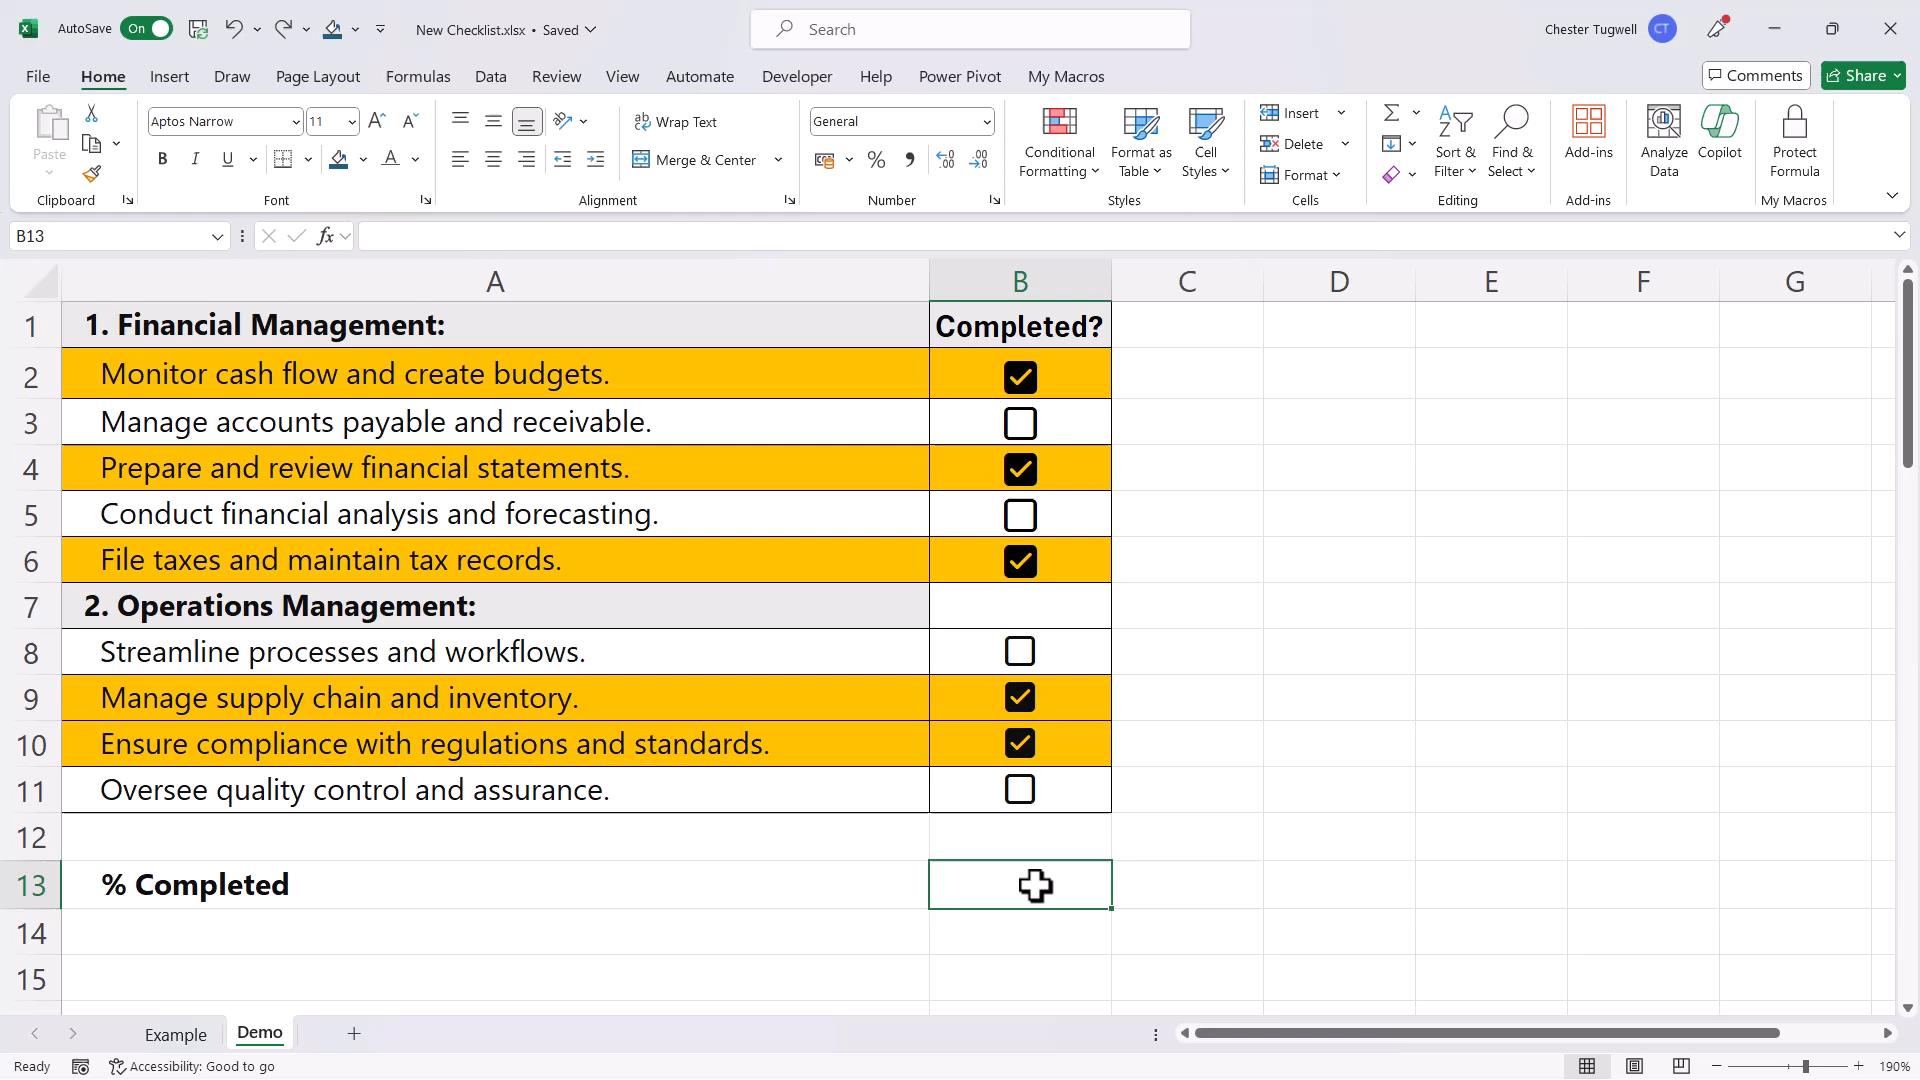 AutoSave On New Checklist.xlsx • Saved Search Chester Tugwell CT
File Home Insert Draw Page Layout Formulas Data Review View Automate Developer Help Power Pivot My Macros Comments Share
Paste
Clipboard
Aptos Narrow 11
B I U A
Font
Wrap Text
Merge & Center
Alignment
General
Number
Conditional Formatting
Format as Table
Cell Styles
Styles
Insert
Delete
Format
Cells
Sort & Filter
Find & Select
Editing
Add-ins
Add-ins
Analyze Data
Copilot
Protect Formula
My Macros
B13 fx
A B C D E F G
1 1. Financial Management: Completed?
2 Monitor cash flow and create budgets.
3 Manage accounts payable and receivable.
4 Prepare and review financial statements.
5 Conduct financial analysis and forecasting.
6 File taxes and maintain tax records.
7 2. Operations Management:
8 Streamline processes and workflows.
9 Manage supply chain and inventory.
10 Ensure compliance with regulations and standards.
11 Oversee quality control and assurance.
12
13 % Completed
14
15
Example Demo
Ready Accessibility: Good to go 190%